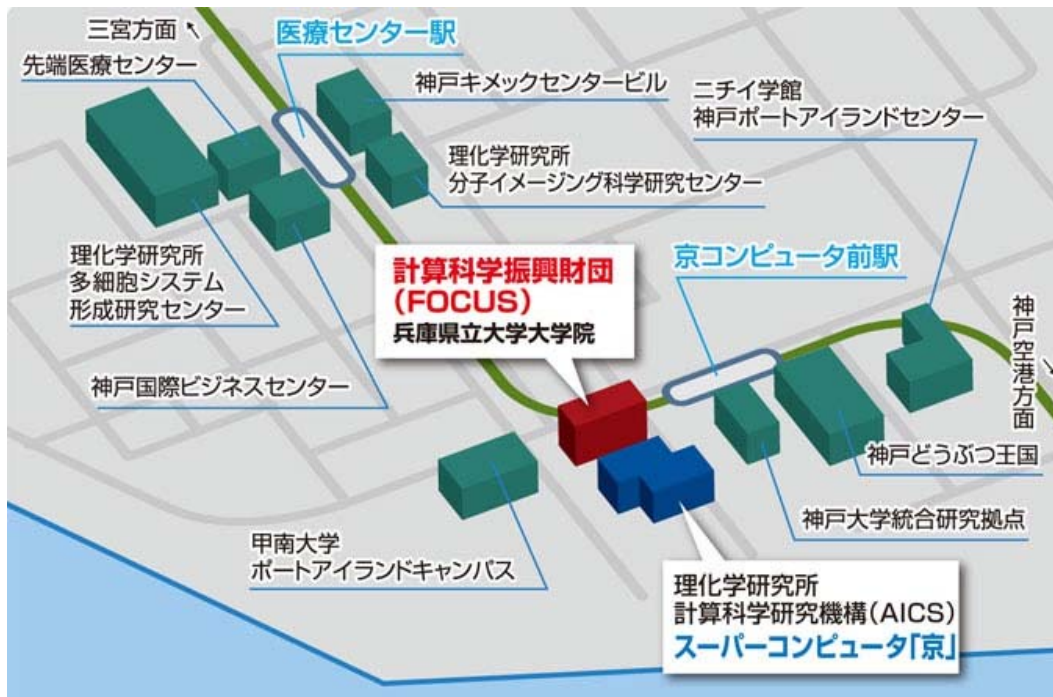 三宮方面
医療センター駅
先端医療センター
神戸キメックセンタービル
ニチイ学館
神戸ポートアイランドセンター
理化学研究所
分子イメージング科学研究センター
理化学研究所
多細胞システム
形成研究センター
計算科学振興財団
(FOCUS)
兵庫県立大学大学院
京コンピュータ前駅
神戸空港方面
神戸国際ビジネスセンター
神戸どうぶつ王国
神戸大学統合研究拠点
甲南大学
ポートアイランドキャンパス
理化学研究所
計算科学研究機構(AICS)
スーパーコンピュータ「京」